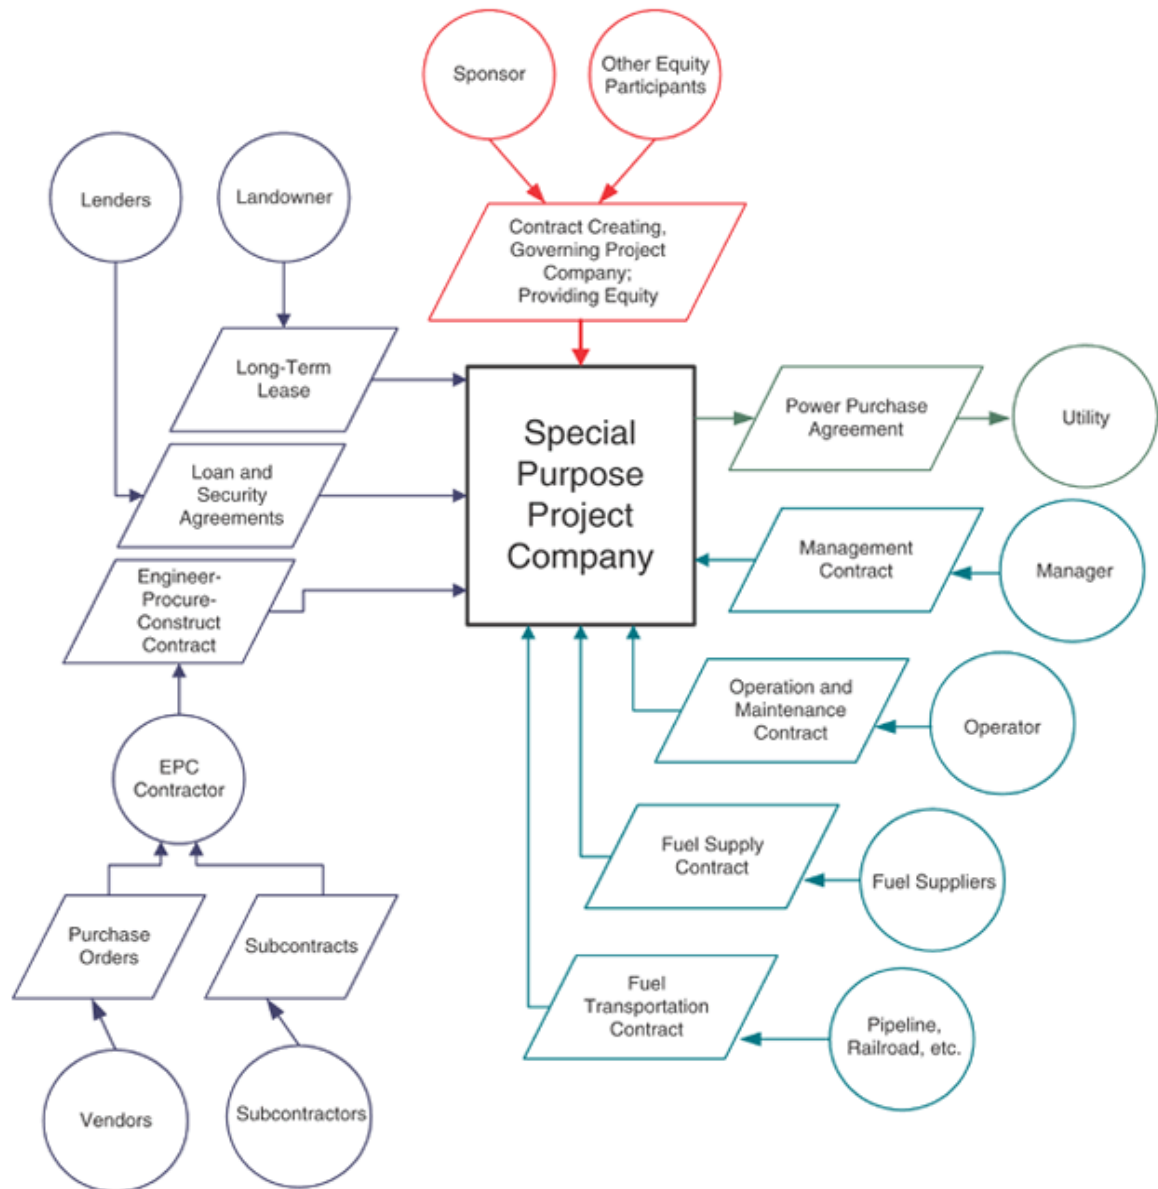 Sponsor
Other Equity
Participants
Lenders
Landowner
Contract Creating,
Governing Project
Company;
Providing Equity
Long-Term
Lease
Special
Purpose
Project
Company
Power Purchase
Agreement
Utility
Loan and
Security
Agreements
Management
Contract
Manager
Engineer-
Procure-
Construct
Contract
Operation and
Maintenance
Contract
Operator
EPC
Contractor
Fuel Supply
Contract
Fuel Suppliers
Purchase
Orders
Subcontracts
Fuel
Transportation
Contract
Pipeline,
Railroad, etc.
Vendors
Subcontractors